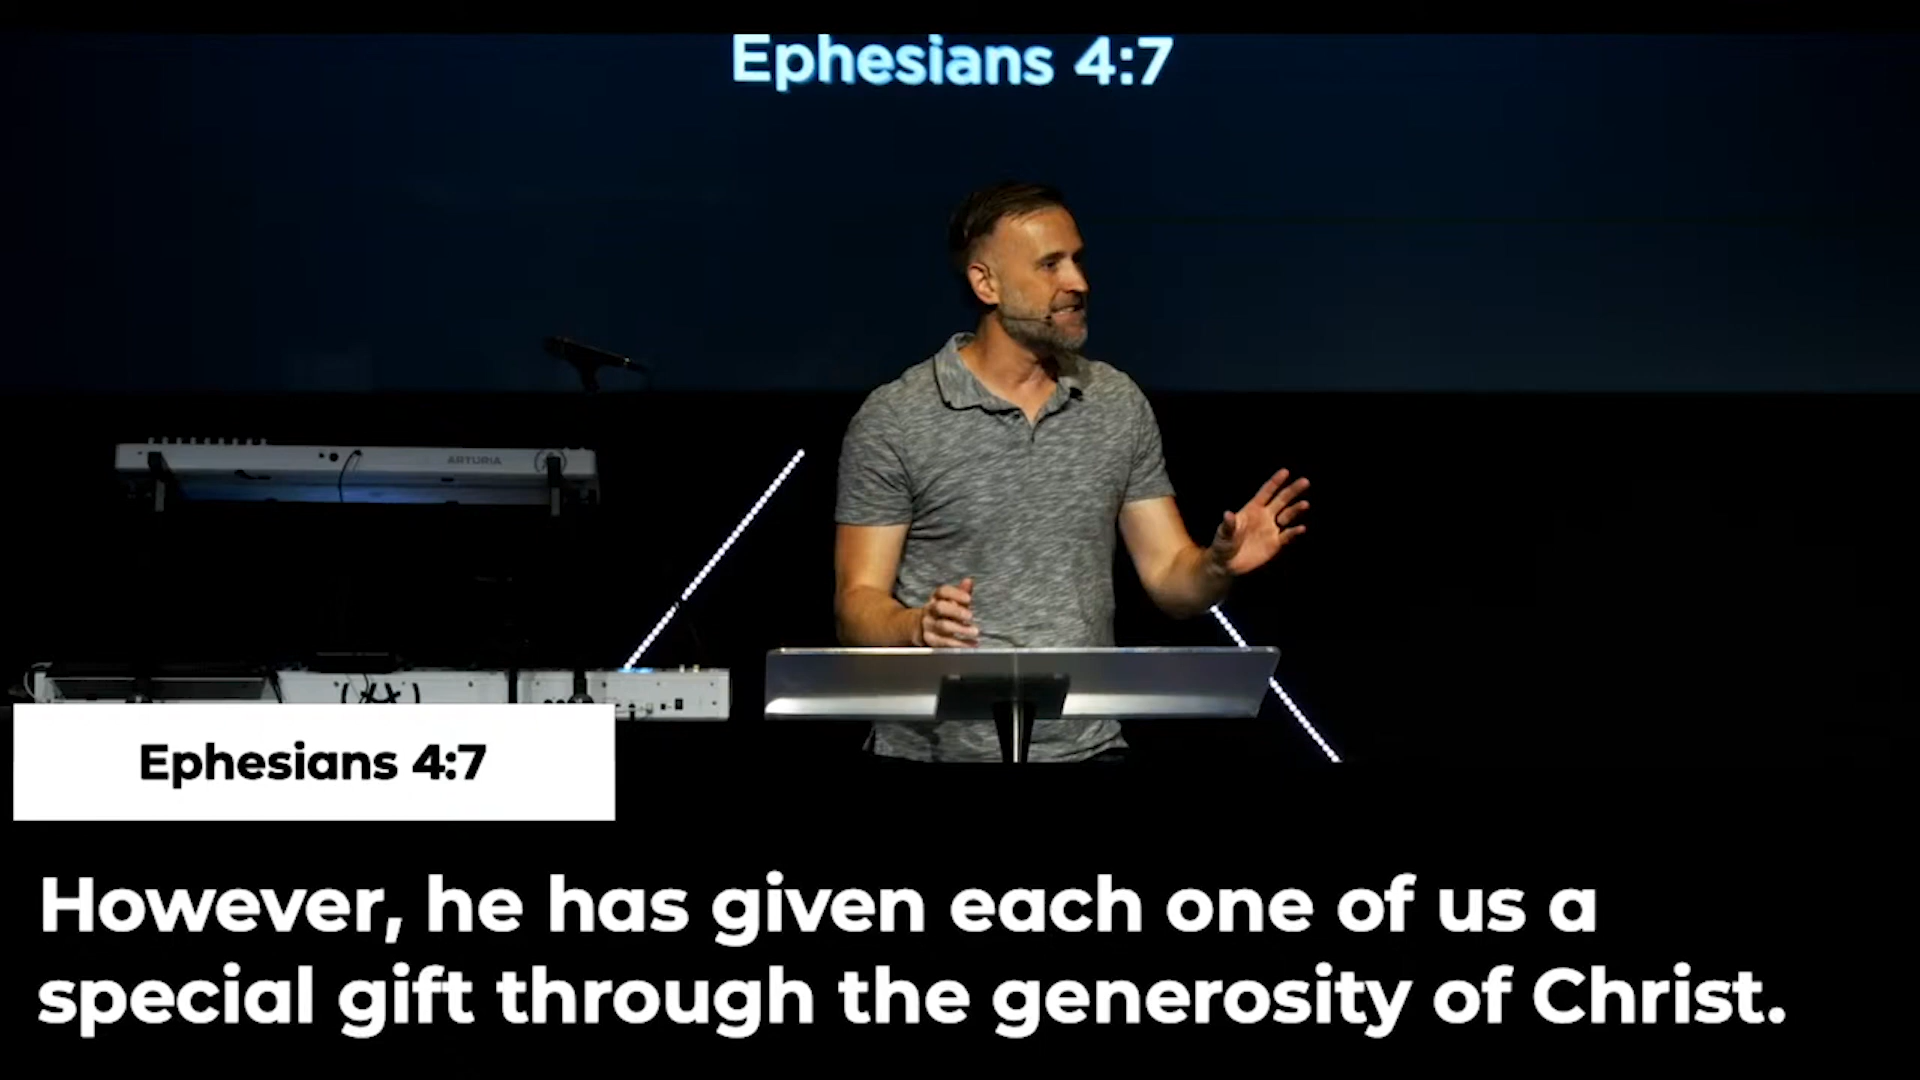 Ephesians 4:7
ARTURIA
Ephesians 4:7
However, he has given each one of us a
special gift through the generosity of Christ.